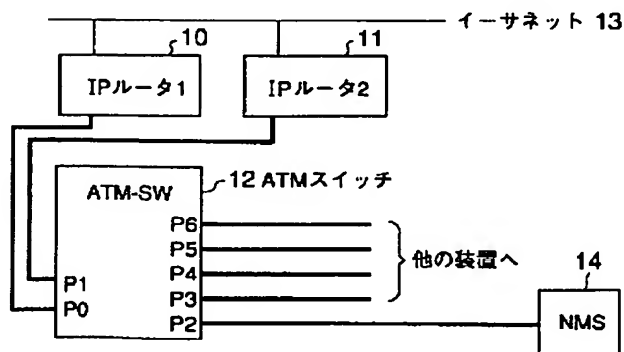 イーサネット 13
10
11
IPルータ1
IPルータ2
12 ATMスイッチ
ATM-SW
P6
P5
P4
P3
P2
P1
P0
他の装置へ
14
NMS